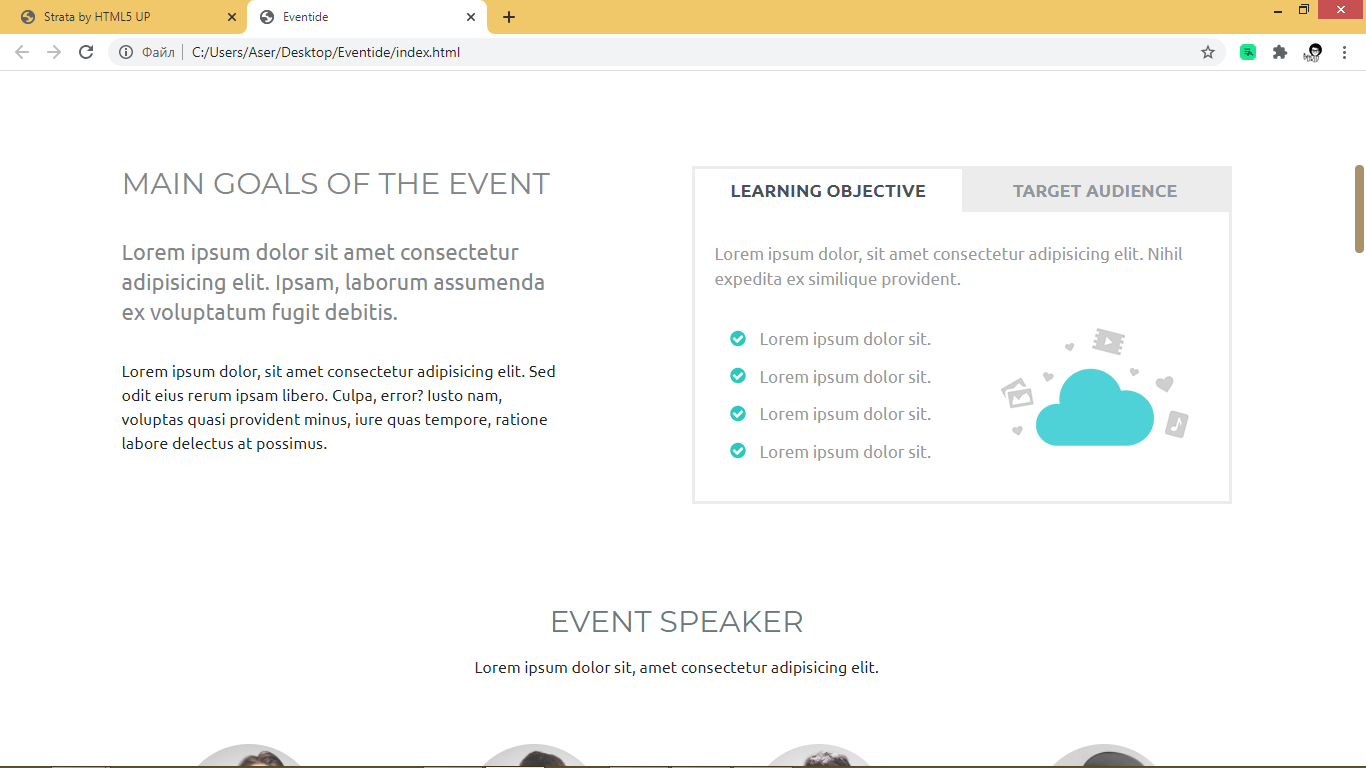 Strata by HTML5 UP
Eventide
Файл
C:/Users/Aser/Desktop/Eventide/index.html
MAIN GOALS OF THE EVENT
Lorem ipsum dolor sit amet consectetur
adipisicing elit. Ipsam, laborum assumenda
ex voluptatum fugit debitis.
Lorem ipsum dolor, sit amet consectetur adipisicing elit. Sed
odit eius rerum ipsam libero. Culpa, error? Iusto nam,
voluptas quasi provident minus, iure quas tempore, ratione
labore delectus at possimus.
LEARNING OBJECTIVE
TARGET AUDIENCE
Lorem ipsum dolor, sit amet consectetur adipisicing elit. Nihil
expedita ex similique provident.
Lorem ipsum dolor sit.
Lorem ipsum dolor sit.
Lorem ipsum dolor sit.
Lorem ipsum dolor sit.
EVENT SPEAKER
Lorem ipsum dolor sit, amet consectetur adipisicing elit.